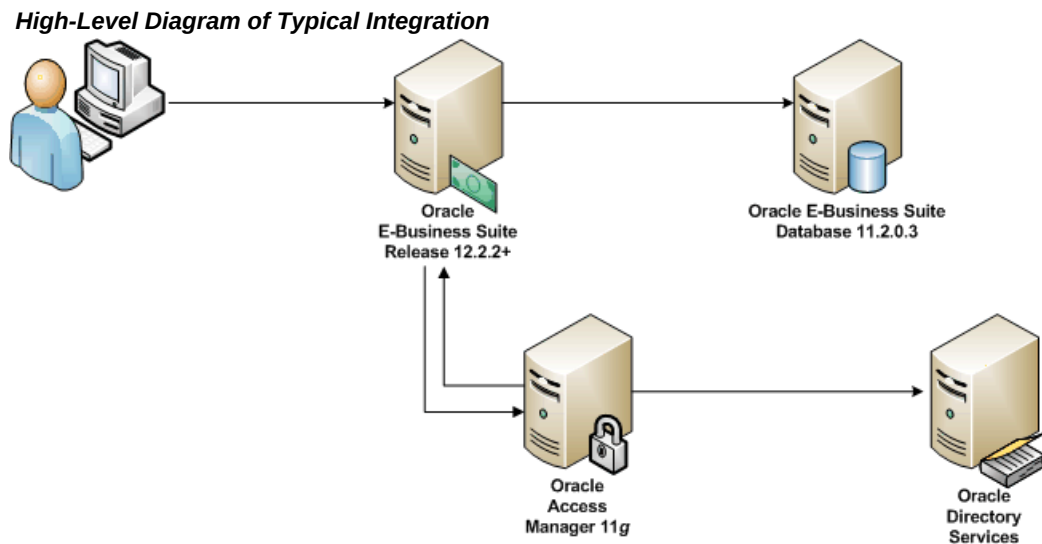 High-Level Diagram of Typical Integration
Oracle
E-Business Suite
Release 12.2.2+
Oracle E-Business Suite
Database 11.2.0.3
Oracle
Access
Manager 11g
Oracle
Directory
Services